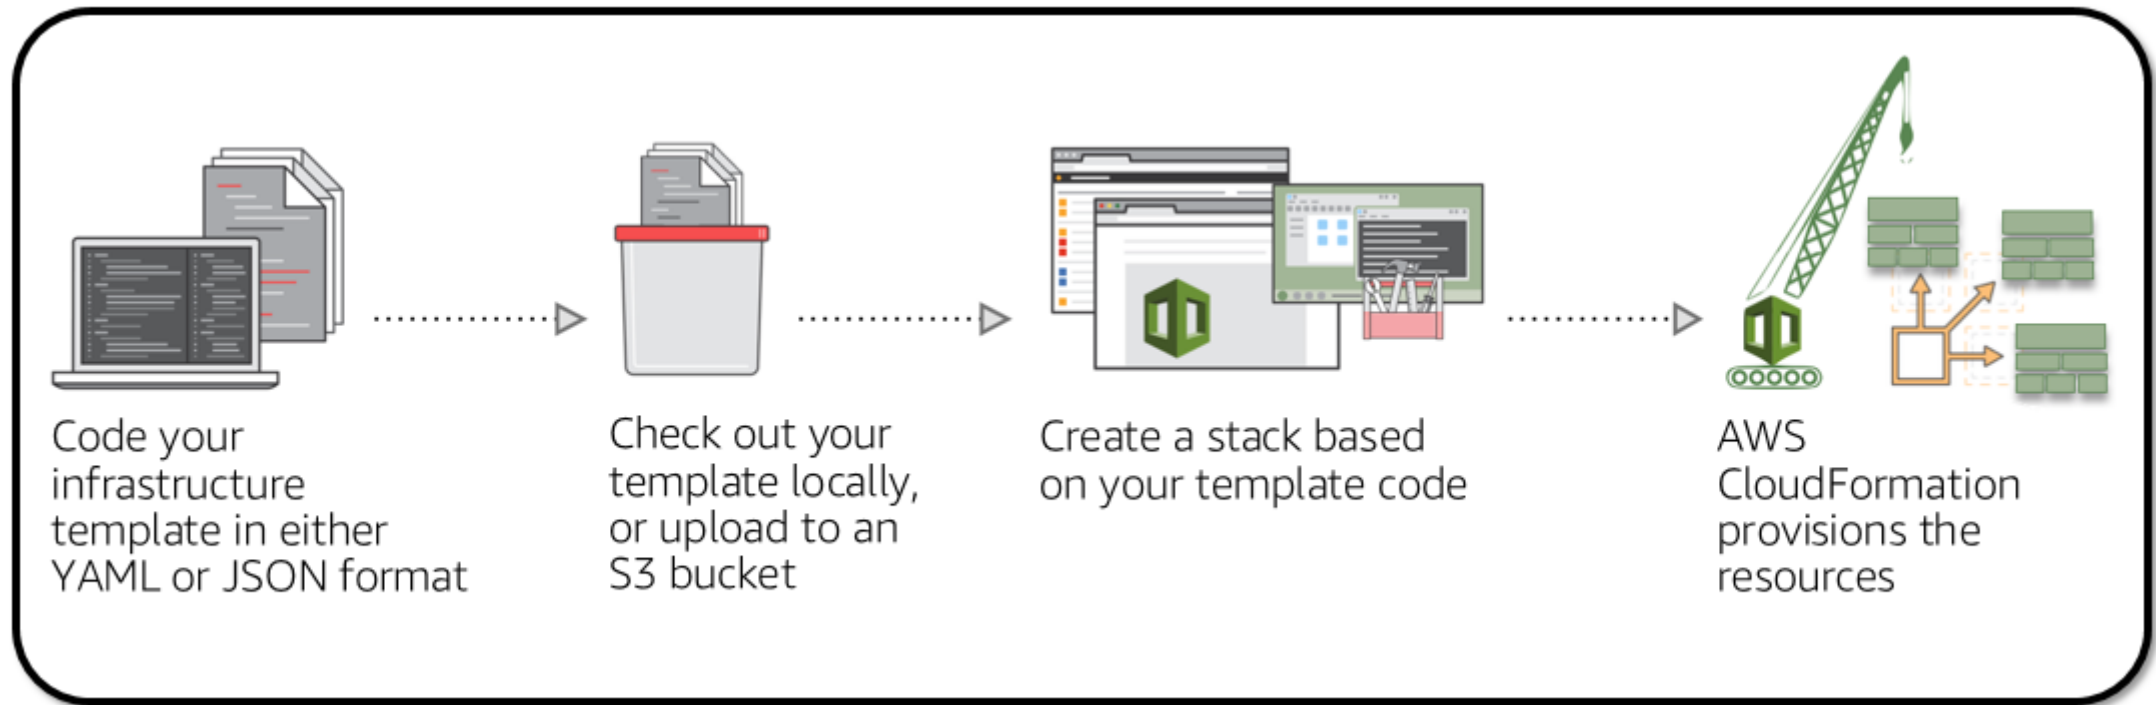 Code your
infrastructure
template in either
YAML or JSON format
Check out your
template locally,
or upload to an
S3 bucket
Create a stack based
on your template code
AWS
CloudFormation
provisions the
resources